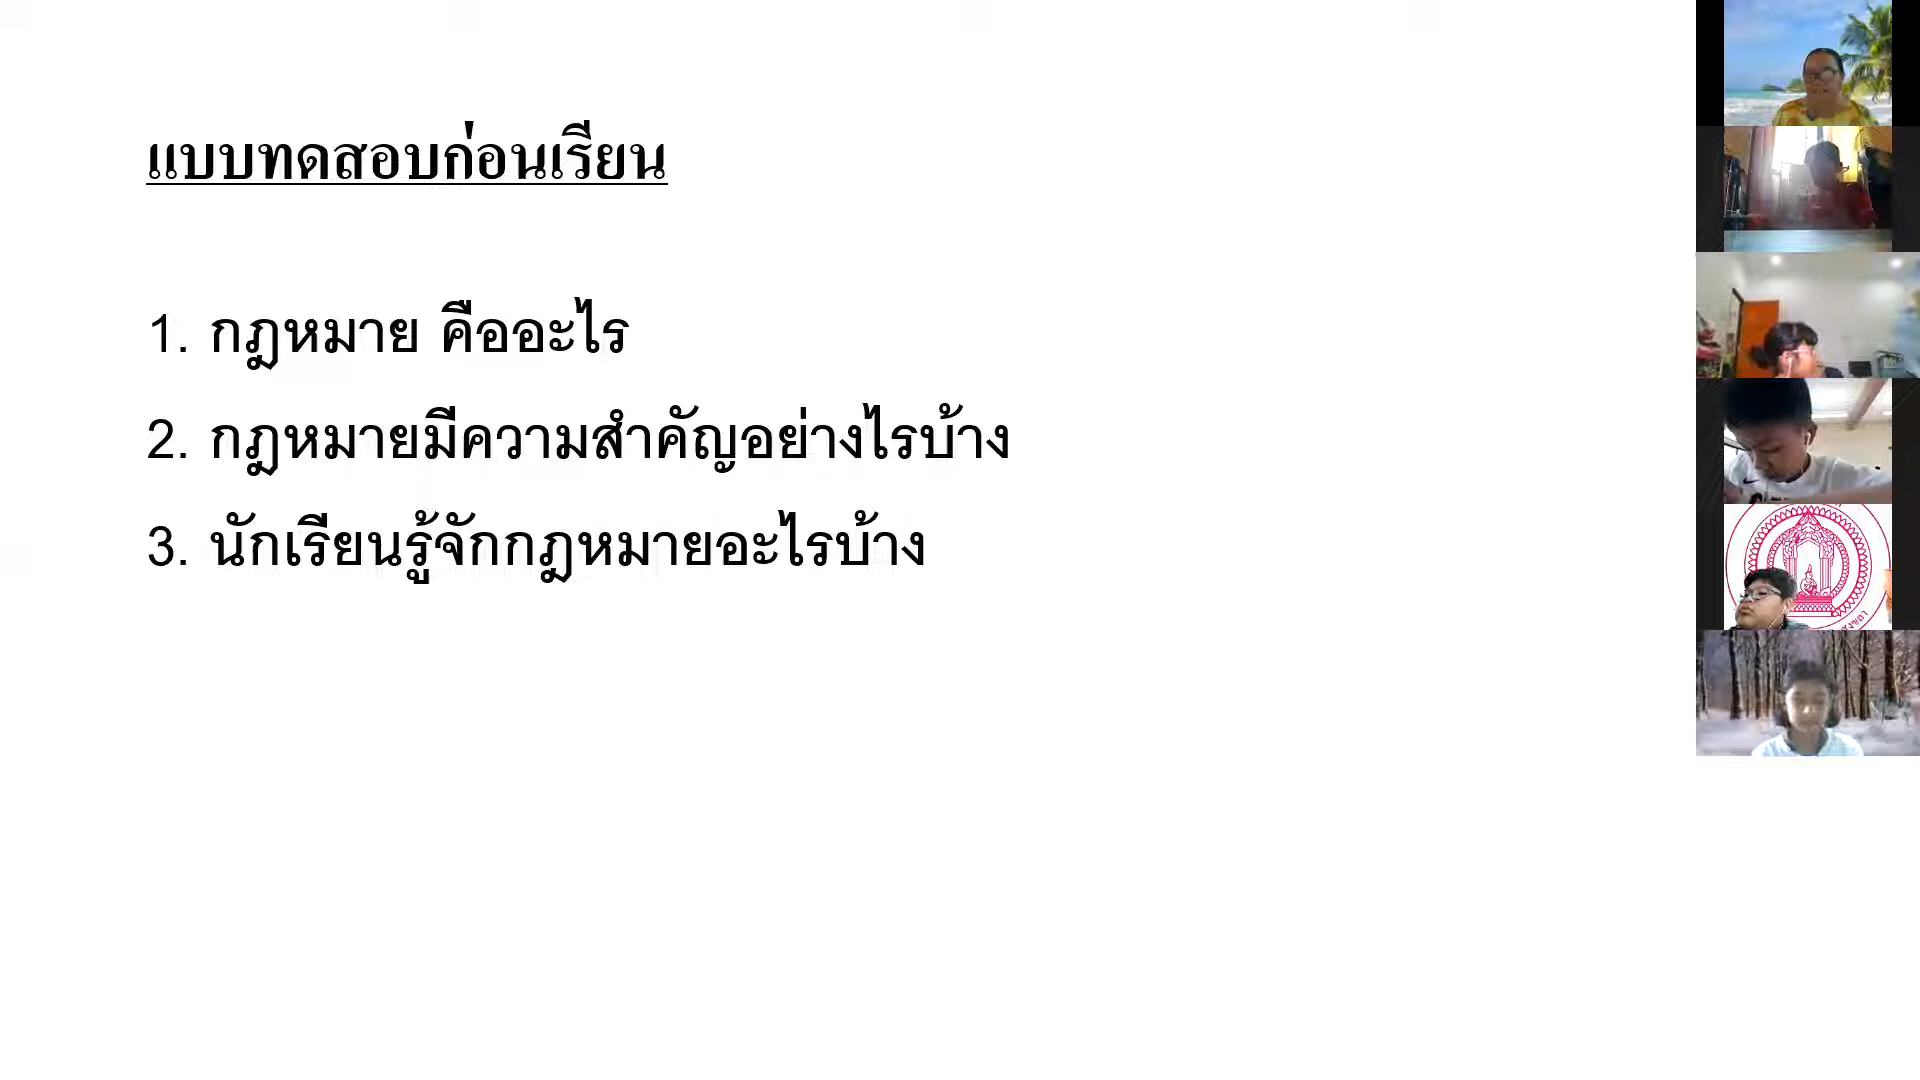 แบบทดสอบก่อนเรียน
1. กฎหมาย คืออะไร
2. กฎหมายมีความสำคัญอย่างไรบ้าง
3. นักเรียนรู้จักกฎหมายอะไรบ้าง